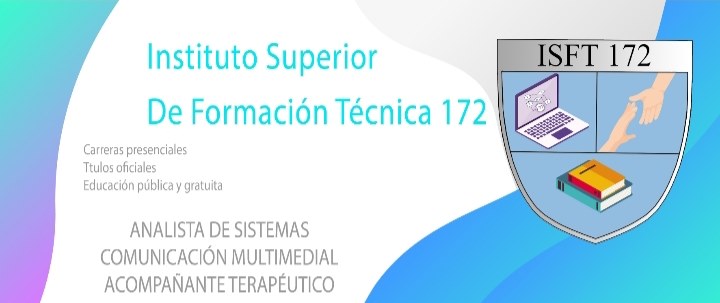 Instituto Superior
De Formación Técnica 172
ISFT 172
Carreras presenciales
Ttulos oficiales
Educación pública y gratuita
ANALISTA DE SISTEMAS
COMUNICACIÓN MULTIMEDIAL
ACOMPAÑANTE TERAPÉUTICO